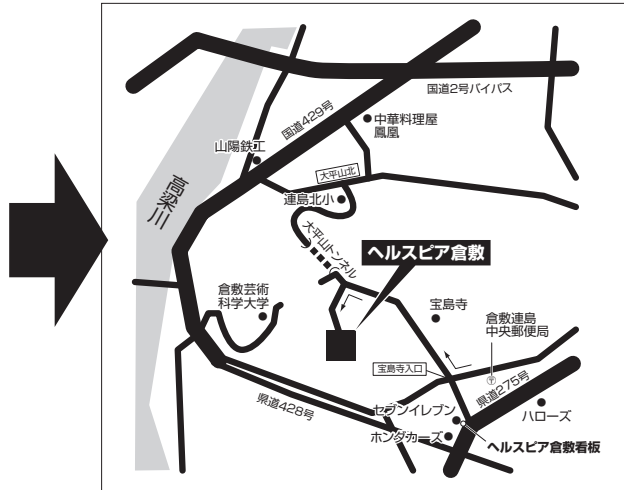 国道2号バイパス
国道429号
中華料理屋
鳳凰
山陽鉄工
大平山北
高梁川
連島北小
大平山トンネル
ヘルスピア倉敷
倉敷芸術
科学大学
宝島寺
倉敷連島
中央郵便局
〒
宝島寺入口
県道275号
県道428号
セブンイレブン
ハローズ
ホンダカーズ
ヘルスピア倉敷看板